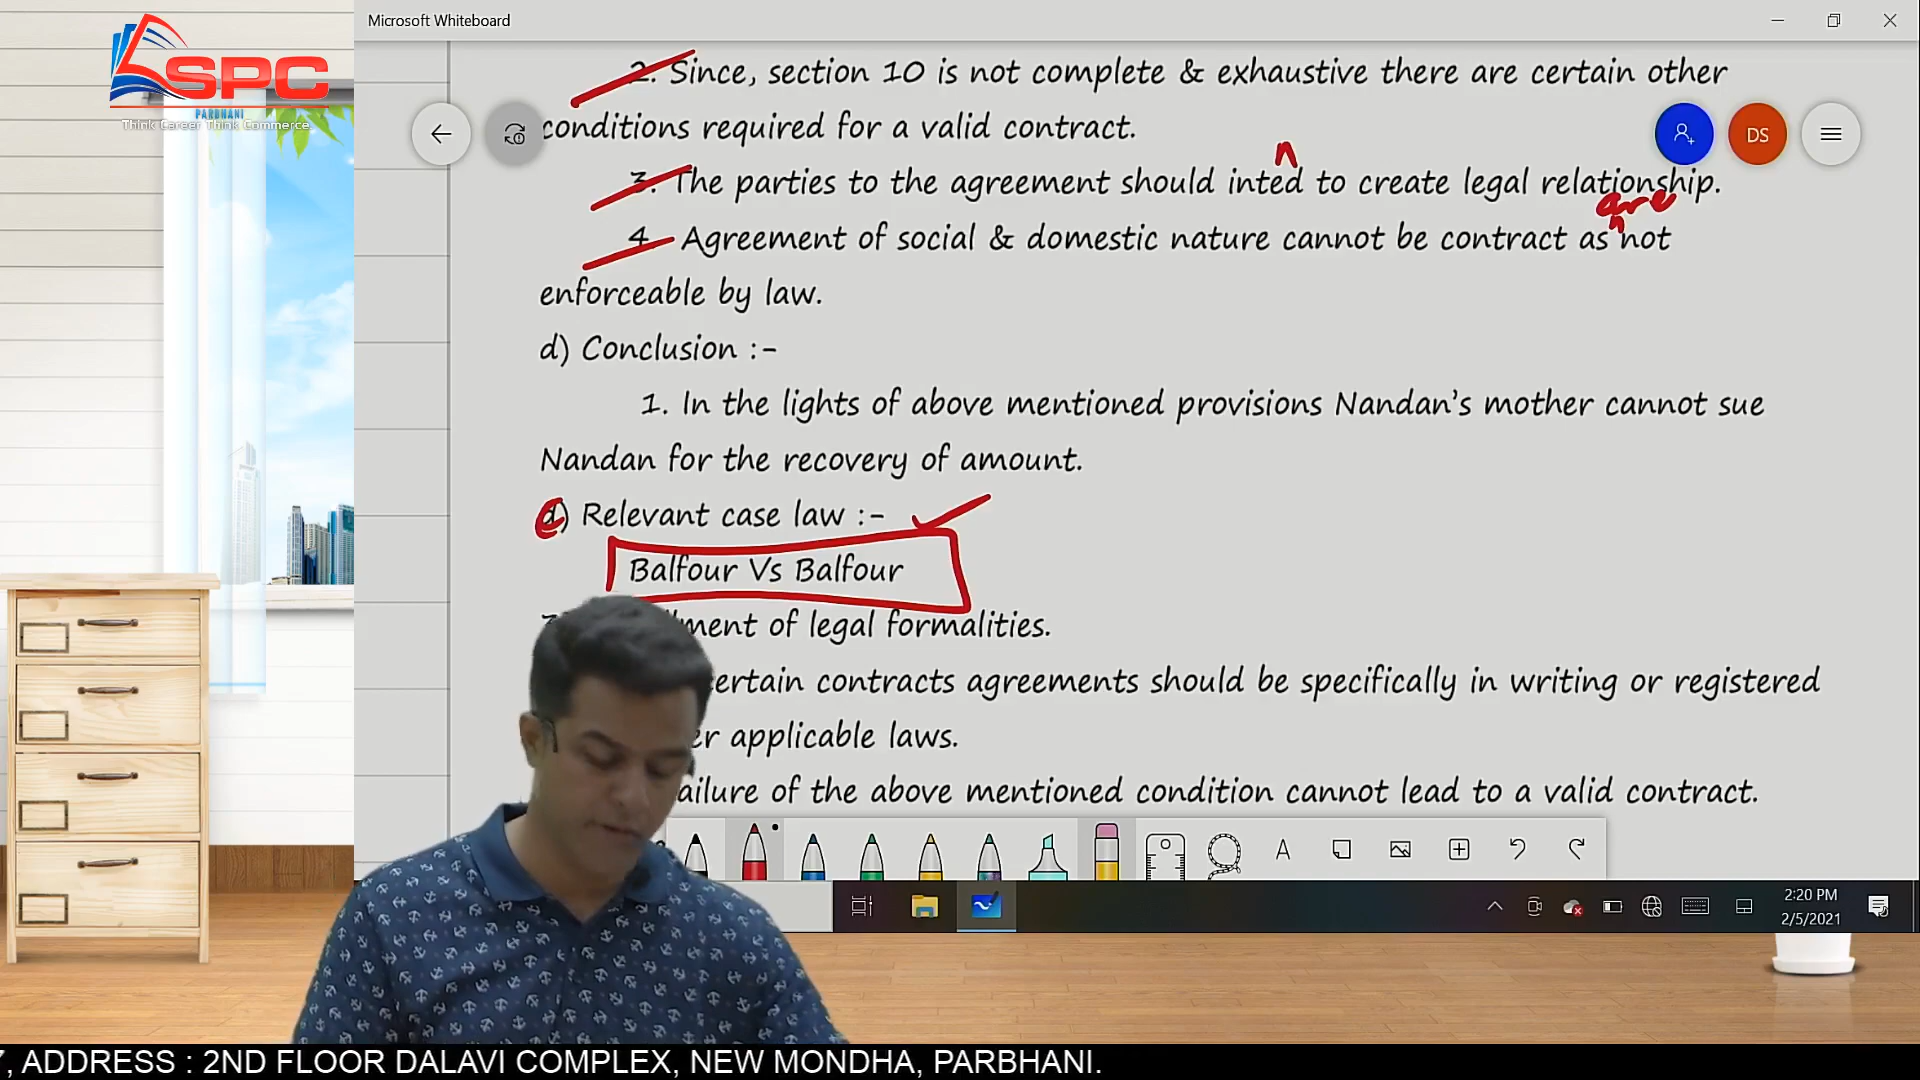 Microsoft Whiteboard
SPC
PARBHANI
Think Career Think Commerce.
2. Since, section 10 is not complete & exhaustive there are certain other
conditions required for a valid contract.
n
3. The parties to the agreement should inted to create legal relationship.
are
4. Agreement of social & domestic nature cannot be contract as not
enforceable by law.
d) Conclusion :-
1. In the lights of above mentioned provisions Nandan's mother cannot sue
Nandan for the recovery of amount.
e) Relevant case law :-
Balfour Vs Balfour
of legal formalities.
contracts agreements should be specifically in writing or registered
applicable laws.
of the above mentioned condition cannot lead to a valid contract.
DS
2:20 PM
2/5/2021
, ADDRESS : 2ND FLOOR DALAVI COMPLEX, NEW MONDHA, PARBHANI.